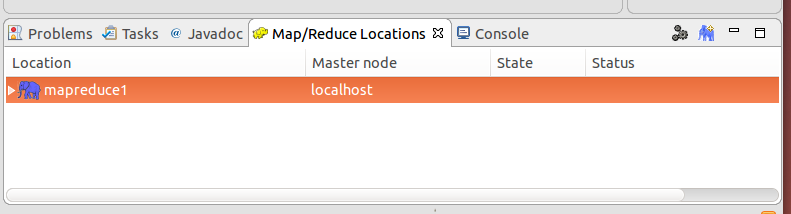 Problems Tasks @ Javadoc Map/Reduce Locations Console
Location Master node State Status
mapreduce1 localhost